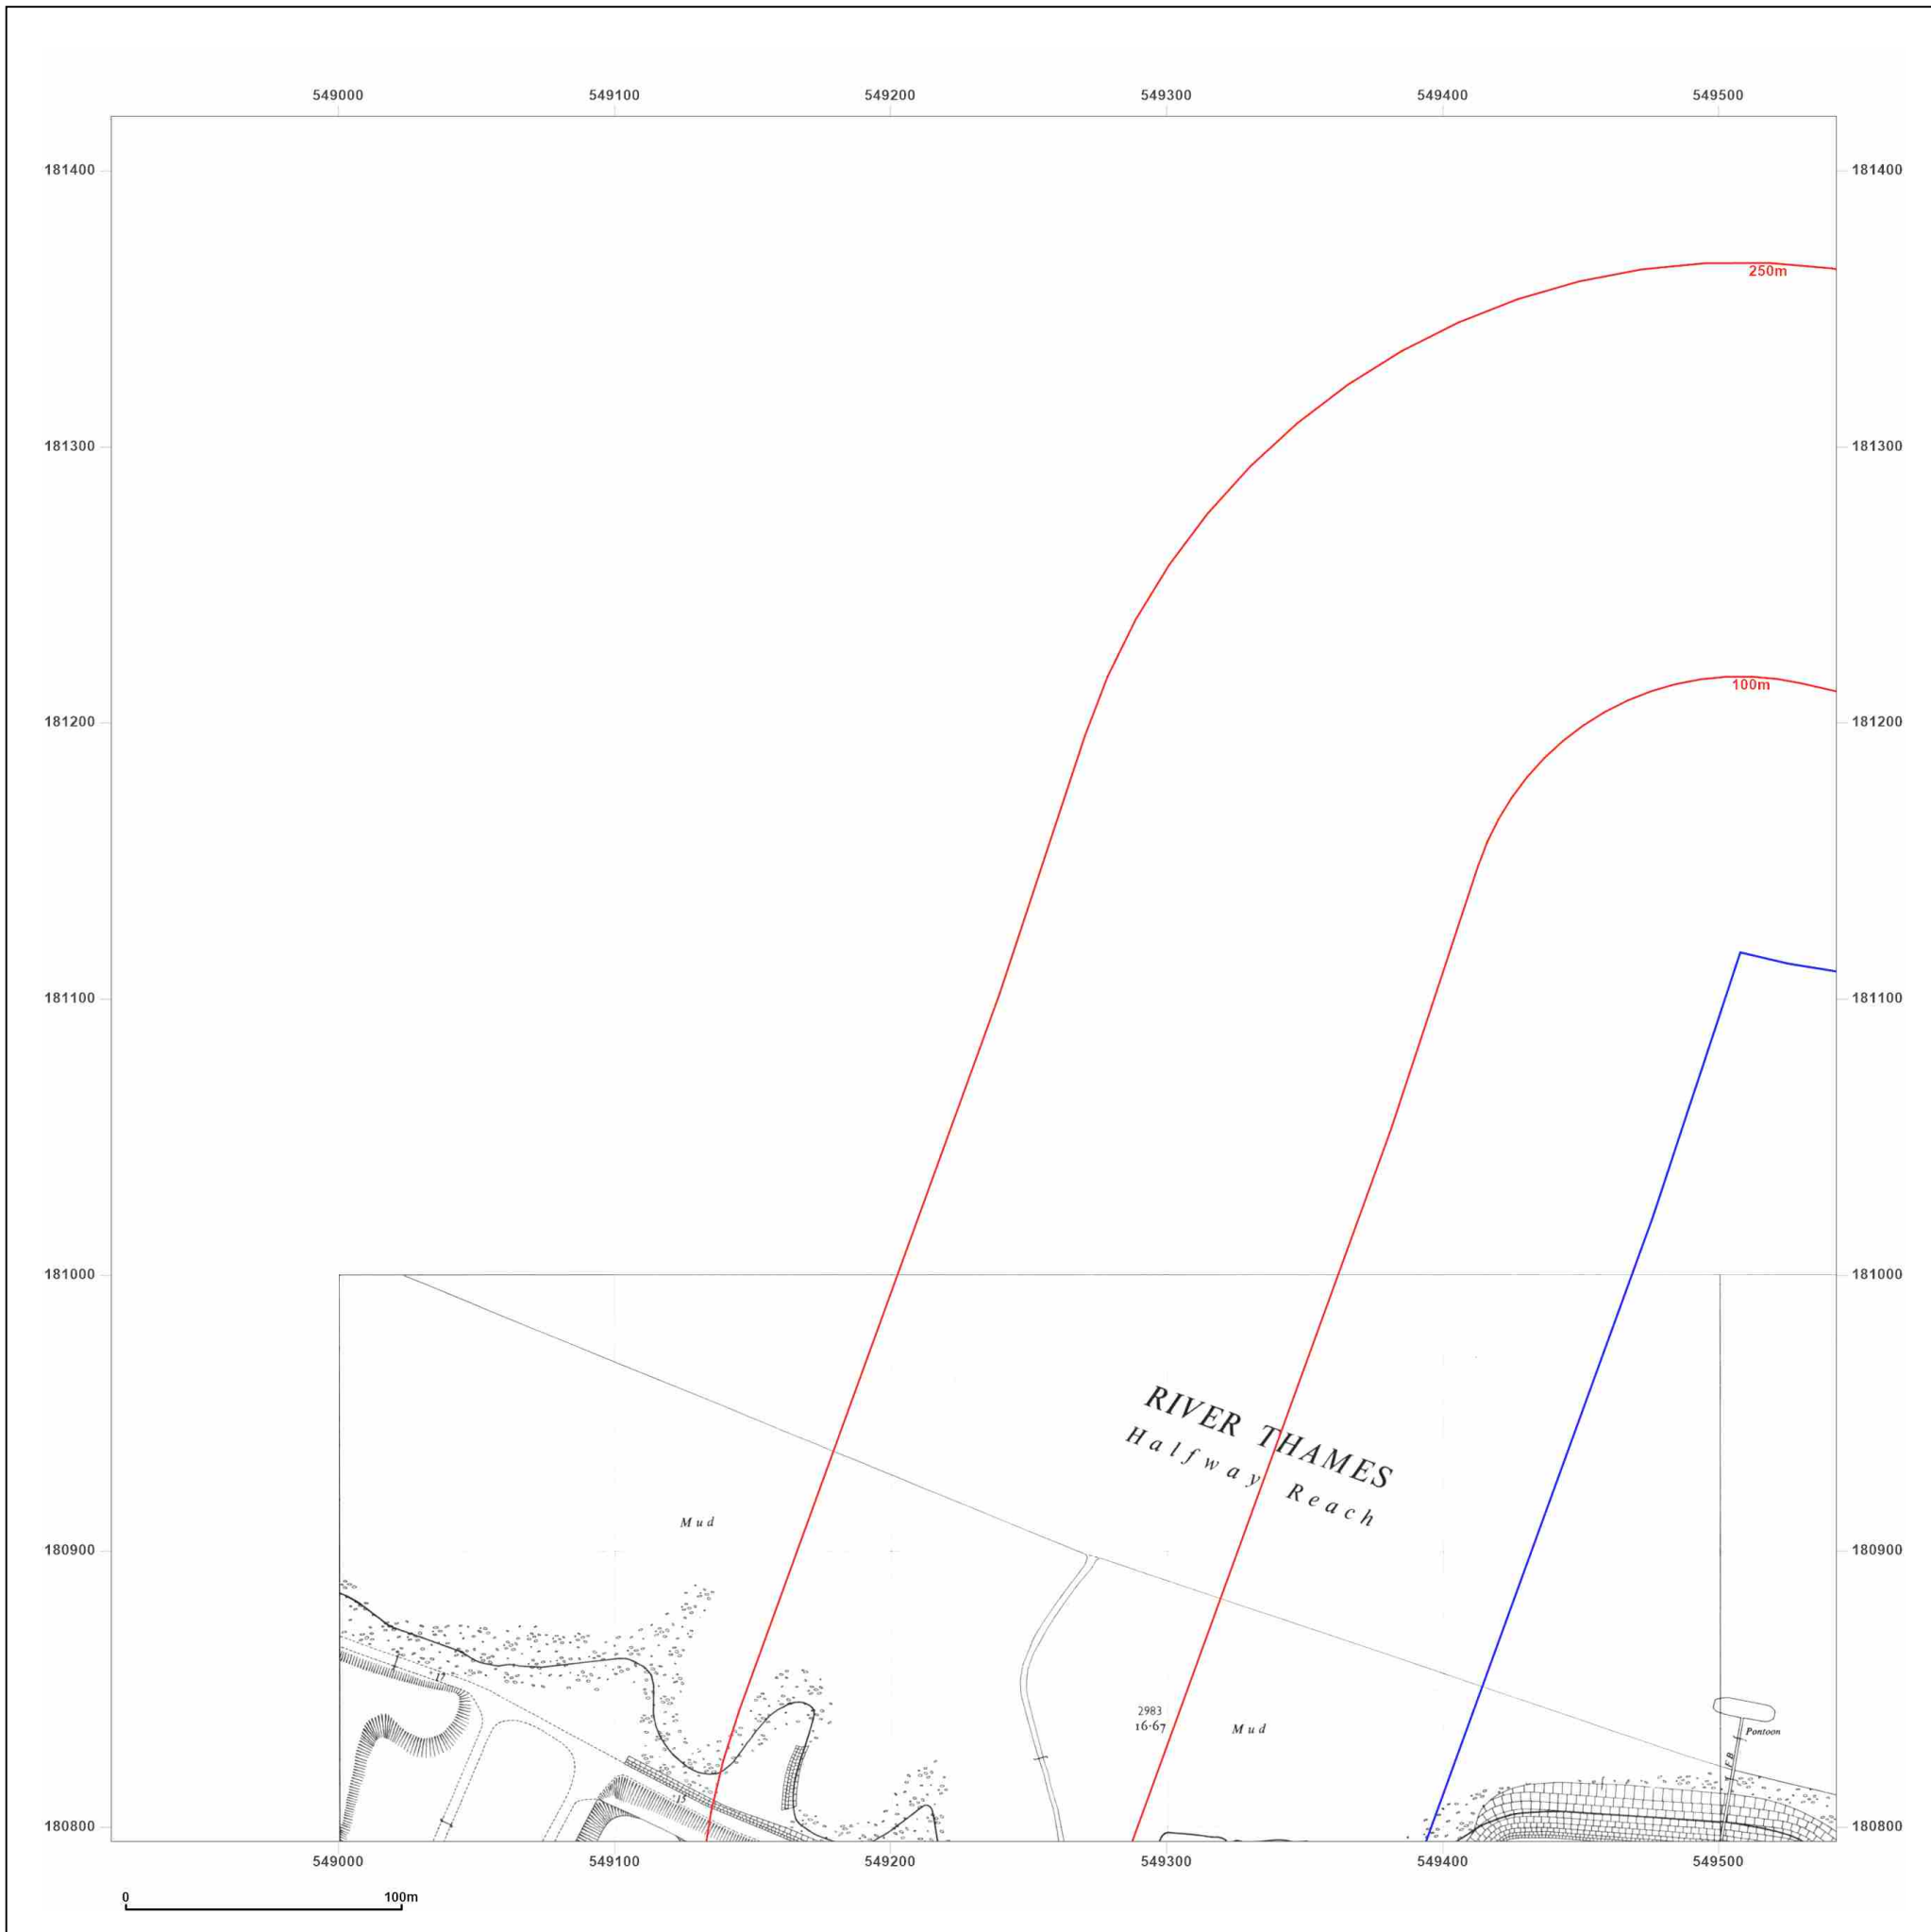 549000 549100 549200 549300 549400 549500
181400 181400
250m
181300 181300
100m
181200 181200
181100 181100
181000 181000
RIVER THAMES
Halfway Reach
Mud
180900 180900
17
2983
16·67
Mud
Pontoon
F B
15
180800 180800
549000 549100 549200 549300 549400 549500
0 100m